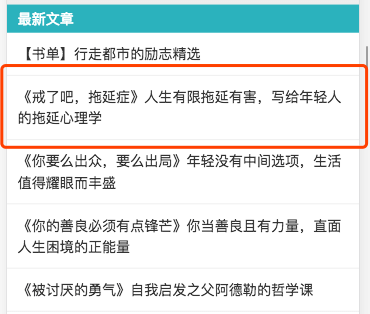 最新文章
【书单】行走都市的励志精选
《戒了吧，拖延症》人生有限拖延有害，写给年轻人
的拖延心理学
《你要么出众，要么出局》年轻没有中间选项，生活
值得耀眼而丰盛
《你的善良必须有点锋芒》你当善良且有力量，直面
人生困境的正能量
《被讨厌的勇气》自我启发之父阿德勒的哲学课